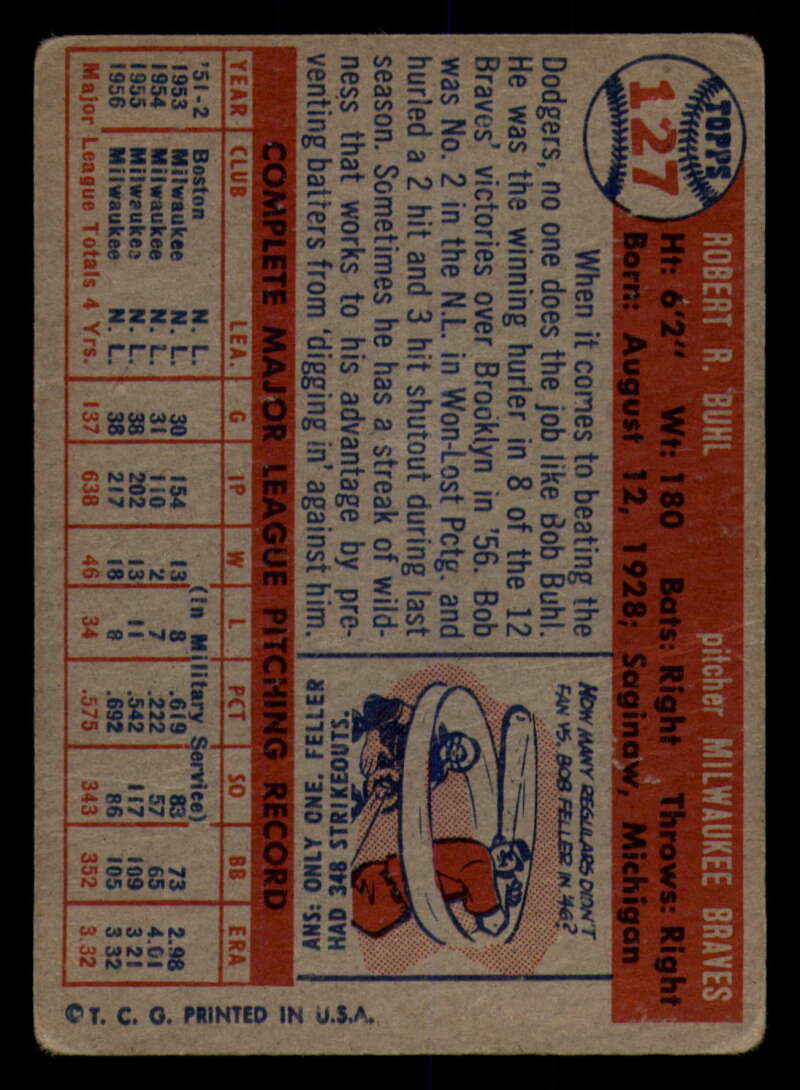 TOPPS
127
ROBERT R. BUHL pitcher MILWAUKEE BRAVES
Ht: 6'2" Wt: 180 Bats: Right Throws: Right
Born: August 12, 1928; Saginaw, Michigan
When it comes to beating the
Dodgers, no one does the job like Bob Buhl.
He was the winning hurler in 8 of the 12
Braves' victories over Brooklyn in '56. Bob
was No. 2 in the N.L. in Won-Lost Pctg. and
hurled a 2 hit and 3 hit shutout during last
season. Sometimes he has a streak of wild-
ness that works to his advantage by pre-
venting batters from 'digging in' against him.
HOW MANY REGULARS DIDN'T
FAN VS. BOB FELLER IN '46?
ANS: ONLY ONE. FELLER
HAD 348 STRIKEOUTS.
COMPLETE MAJOR LEAGUE PITCHING RECORD
YEAR CLUB LEA. G IP W L PCT SO BB ERA
'51-2 Boston N. L. (In Military Service)
1953 Milwaukee N. L. 30 154 13 8 .619 83 73 2.98
1954 Milwaukee N. L. 31 110 2 7 .222 57 65 4.01
1955 Milwaukee N. L. 38 202 13 11 .542 117 109 3.21
1956 Milwaukee N. L. 38 217 18 8 .692 86 105 3.32
Major League Totals 4 Yrs. 137 638 46 34 .575 343 352 3.32
© T. C. G. PRINTED IN U.S.A.